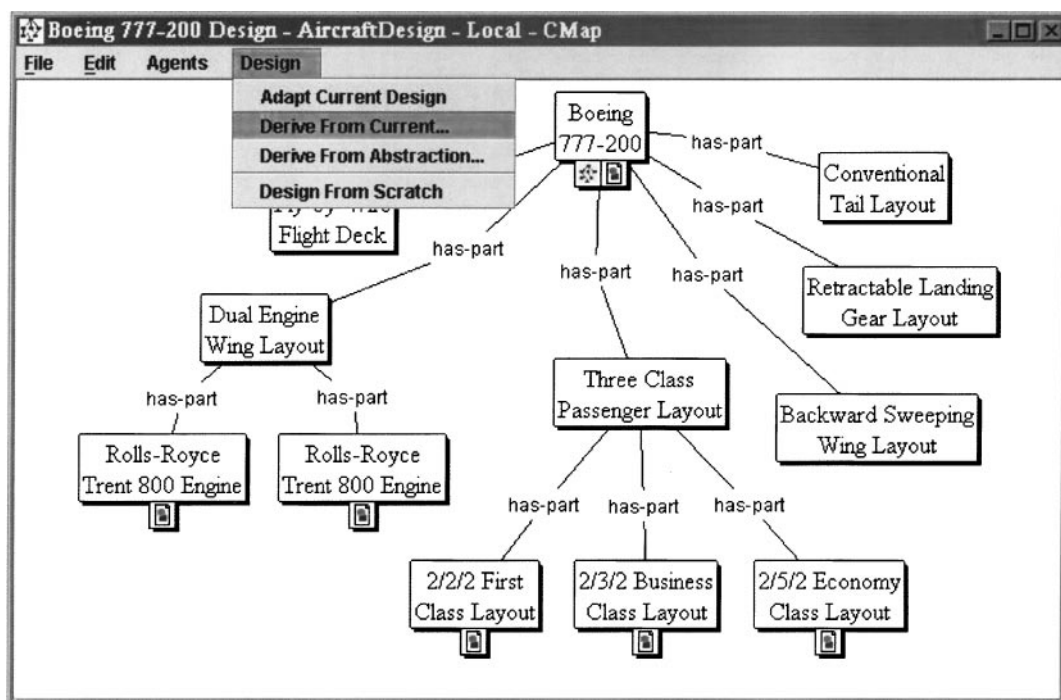 Boeing 777-200 Design - AircraftDesign - Local - CMap
File Edit Agents Design
Adapt Current Design
Derive From Current...
Derive From Abstraction...
Design From Scratch
Boeing
777-200
has-part
Conventional
Tail Layout
has-part
Flight Deck
has-part
has-part
has-part
Retractable Landing
Gear Layout
Dual Engine
Wing Layout
Three Class
Passenger Layout
Backward Sweeping
Wing Layout
has-part
has-part
Rolls-Royce
Trent 800 Engine
Rolls-Royce
Trent 800 Engine
has-part
has-part
has-part
2/2/2 First
Class Layout
2/3/2 Business
Class Layout
2/5/2 Economy
Class Layout